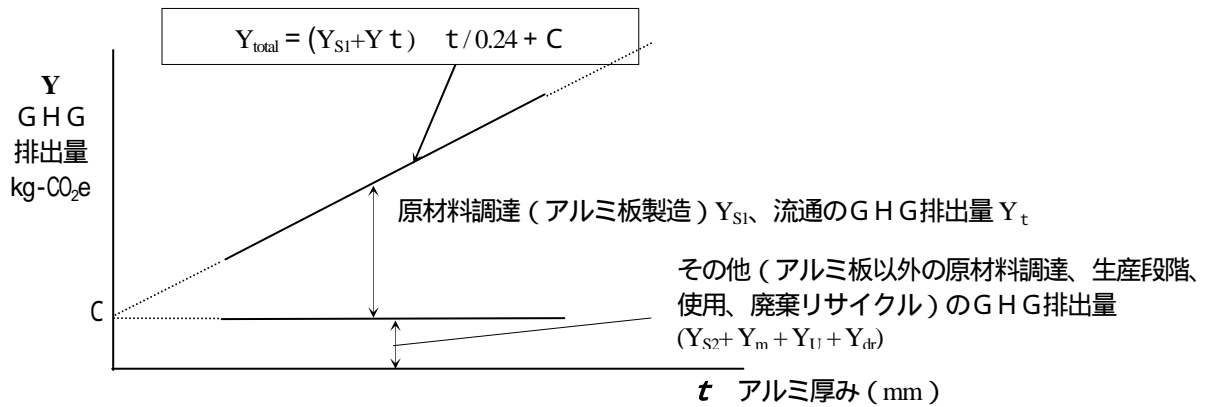 Y_total = (Y_S1+Y t) t / 0.24 + C
Y
GHG
排出量
kg-CO₂e
原材料調達(アルミ板製造)Y_S1、流通のGHG排出量 Y_t
その他(アルミ板以外の原材料調達、生産段階、
使用、廃棄リサイクル)のGHG排出量
(Y_S2+ Y_m + Y_U + Y_dr)
C
t アルミ厚み(mm)